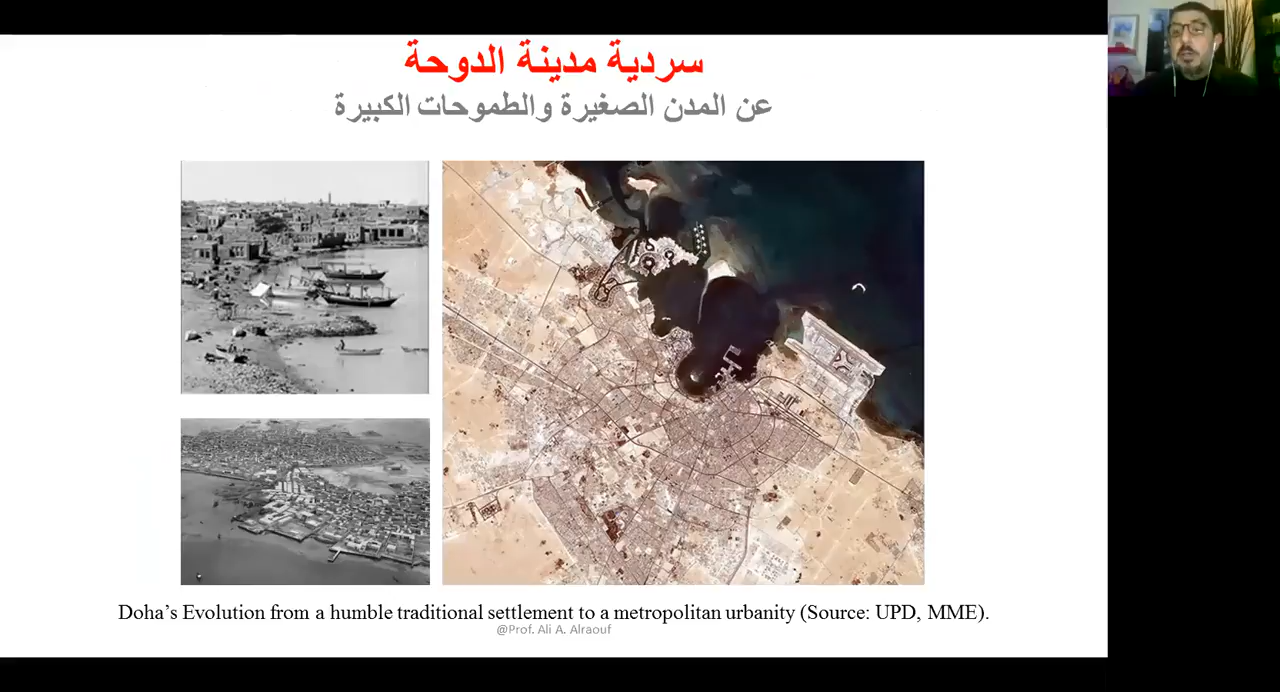 سردية مدينة الدوحة
عن المدن الصغيرة والطموحات الكبيرة
Doha’s Evolution from a humble traditional settlement to a metropolitan urbanity (Source: UPD, MME).
@Prof. Ali A. Alraouf